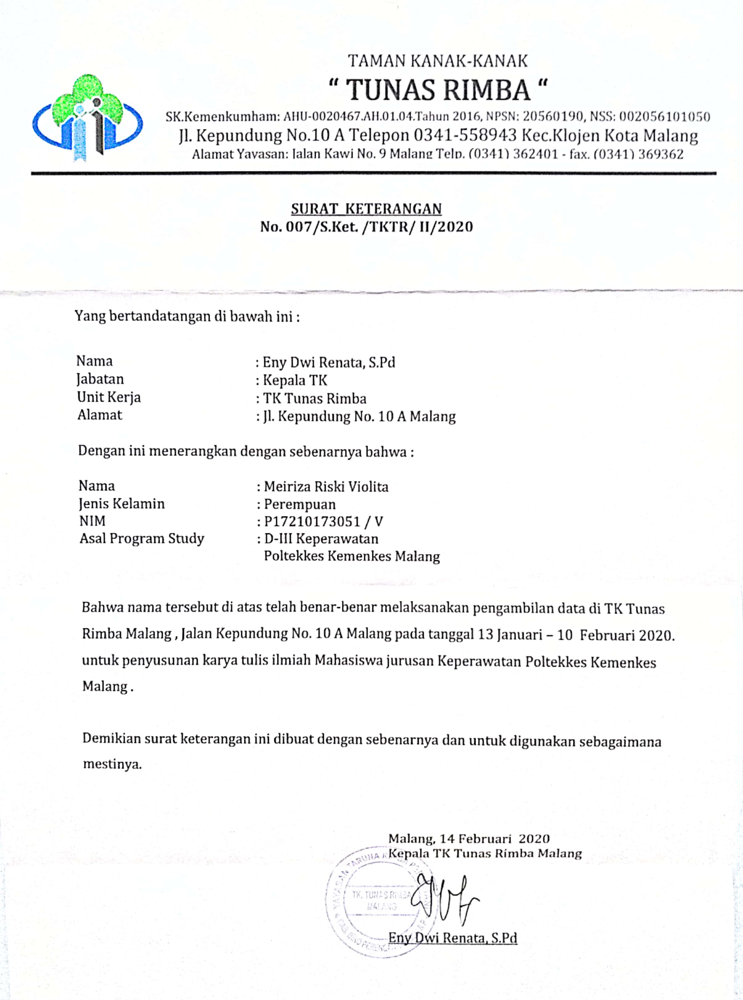 TAMAN KANAK-KANAK
“ TUNAS RIMBA “
SK.Kemenkumham: AHU-0020467.AH.01.04.Tahun 2016, NPSN: 20560190, NSS: 002056101050
Jl. Kepundung No.10 A Telepon 0341-558943 Kec.Klojen Kota Malang
Alamat Yayasan: Jalan Kawi No. 9 Malang Telp. (0341) 362401 - fax. (0341) 369362
SURAT KETERANGAN
No. 007/S.Ket. /TKTR/ II/2020
Yang bertandatangan di bawah ini :
Nama : Eny Dwi Renata, S.Pd
Jabatan : Kepala TK
Unit Kerja : TK Tunas Rimba
Alamat : Jl. Kepundung No. 10 A Malang
Dengan ini menerangkan dengan sebenarnya bahwa :
Nama : Meiriza Riski Violita
Jenis Kelamin : Perempuan
NIM : P17210173051 / V
Asal Program Study : D-III Keperawatan
Poltekkes Kemenkes Malang
Bahwa nama tersebut di atas telah benar-benar melaksanakan pengambilan data di TK Tunas
Rimba Malang , Jalan Kepundung No. 10 A Malang pada tanggal 13 Januari – 10 Februari 2020.
untuk penyusunan karya tulis ilmiah Mahasiswa jurusan Keperawatan Poltekkes Kemenkes
Malang .
Demikian surat keterangan ini dibuat dengan sebenarnya dan untuk digunakan sebagaimana
mestinya.
Malang, 14 Februari 2020
Kepala TK Tunas Rimba Malang
YAYASAN TARUNA
TK. TUNAS RIMBA
MALANG
Eny Dwi Renata, S.Pd